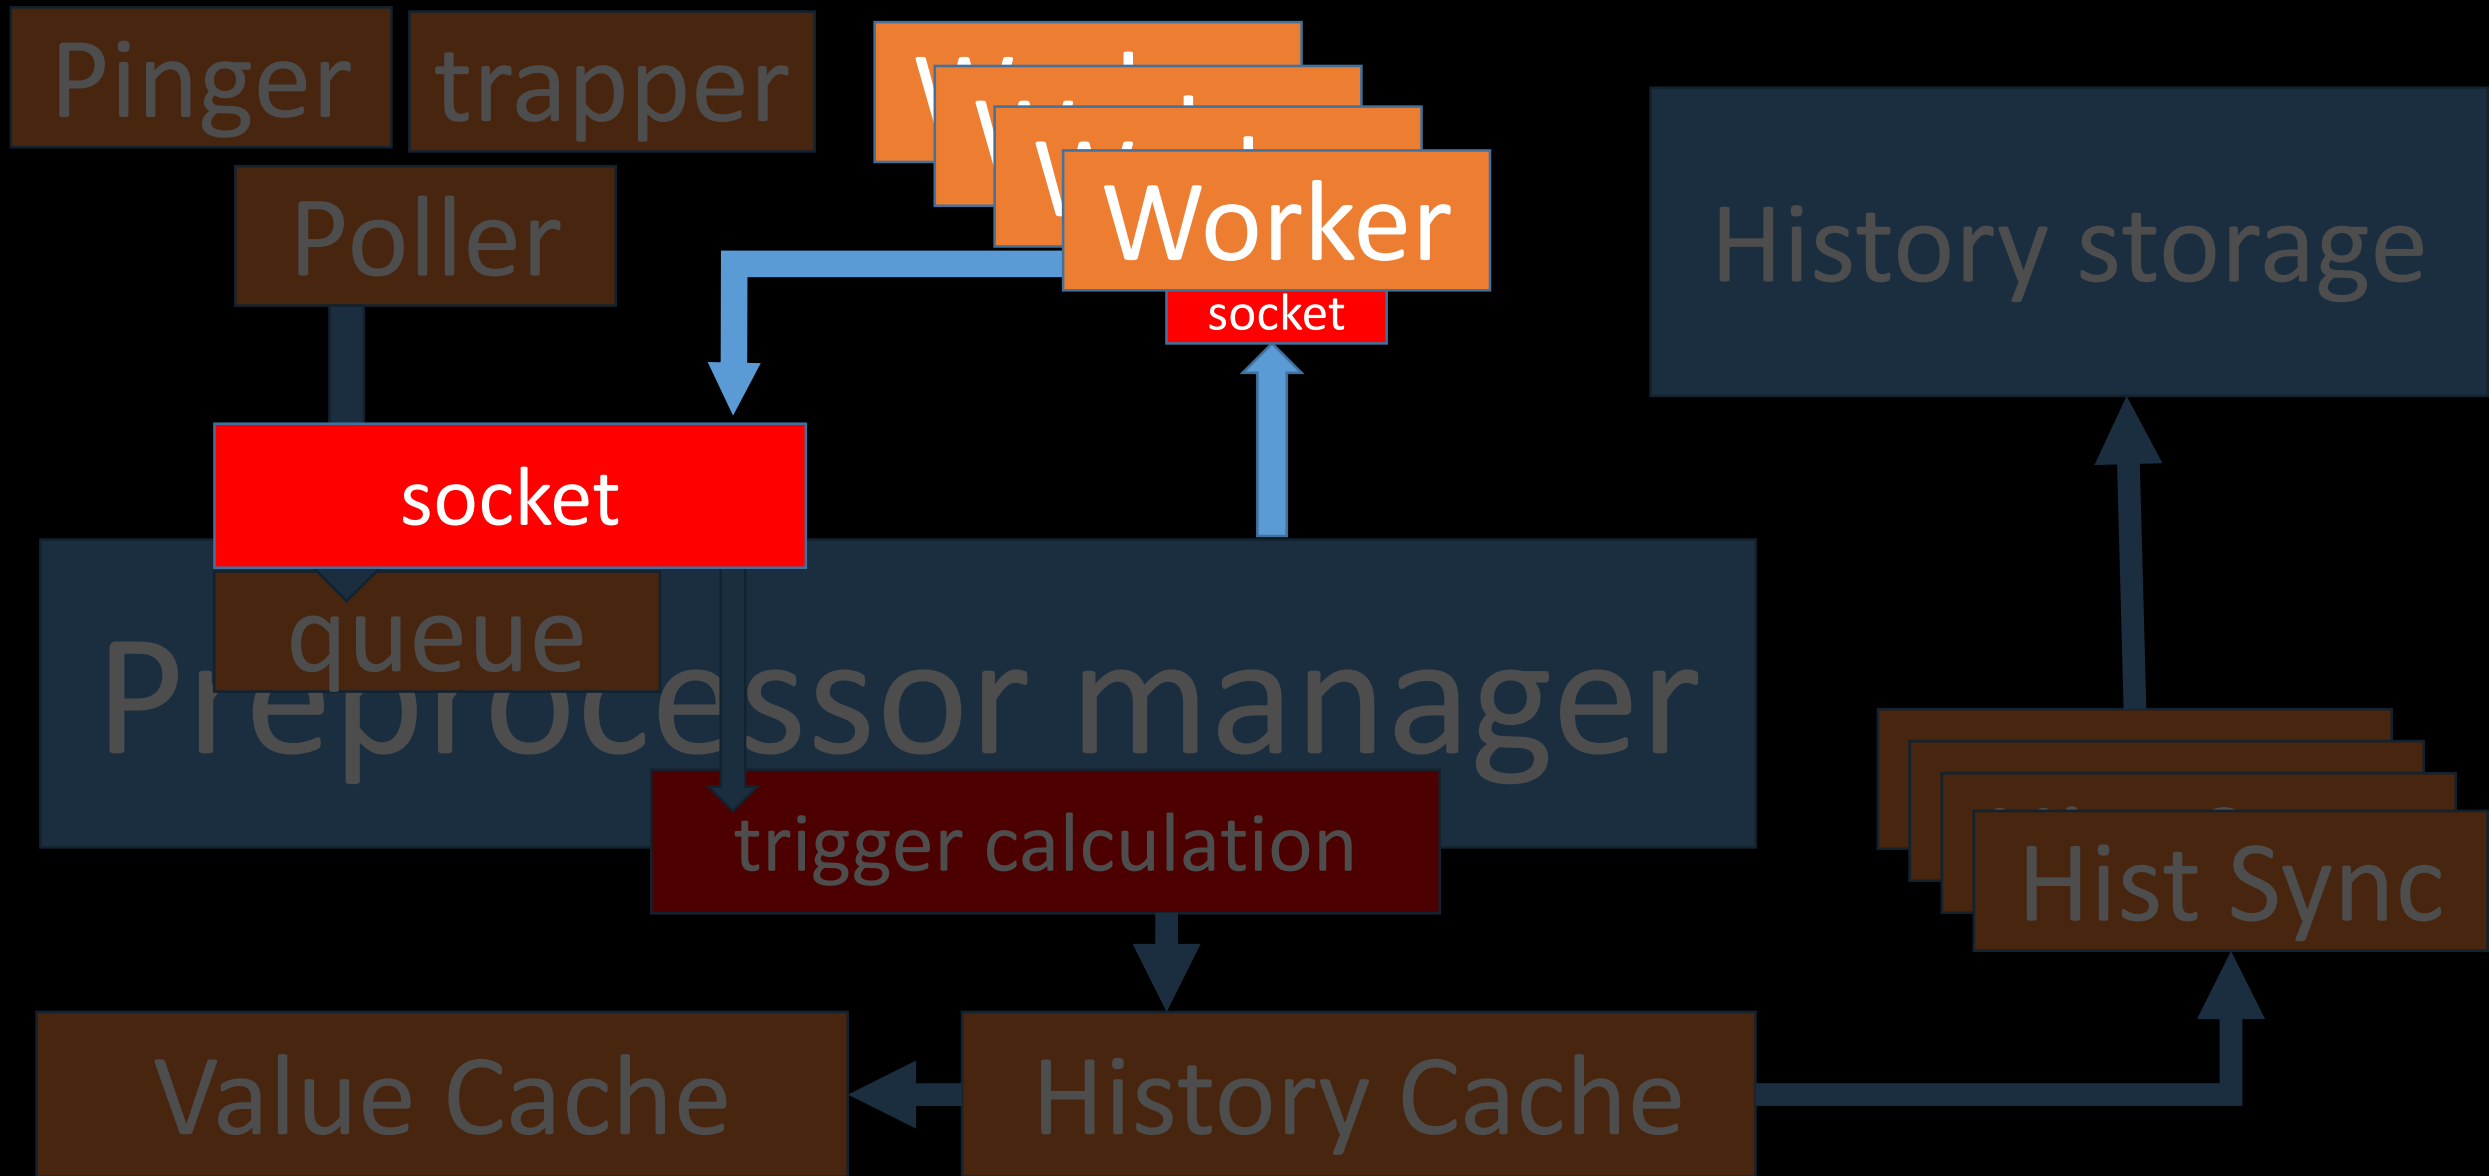 Pinger
trapper
Poller
Worker
socket
History storage
socket
queue
Preprocessor manager
trigger calculation
Hist Sync
Value Cache
History Cache